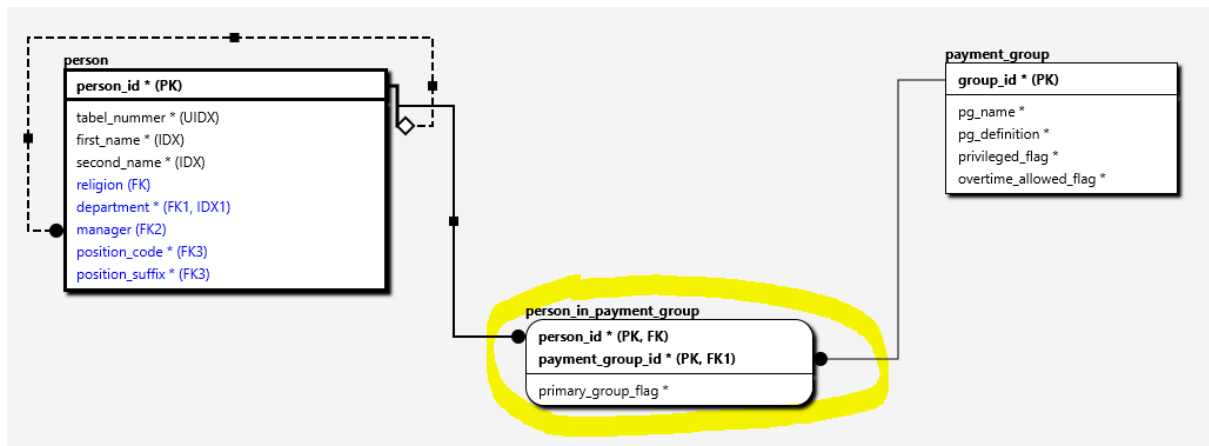 person
person_id * (PK)
tabel_nummer * (UIDX)
first_name * (IDX)
second_name * (IDX)
religion (FK)
department * (FK1, IDX1)
manager (FK2)
position_code * (FK3)
position_suffix * (FK3)
payment_group
group_id * (PK)
pg_name *
pg_definition *
privileged_flag *
overtime_allowed_flag *
person_in_payment_group
person_id * (PK, FK)
payment_group_id * (PK, FK1)
primary_group_flag *